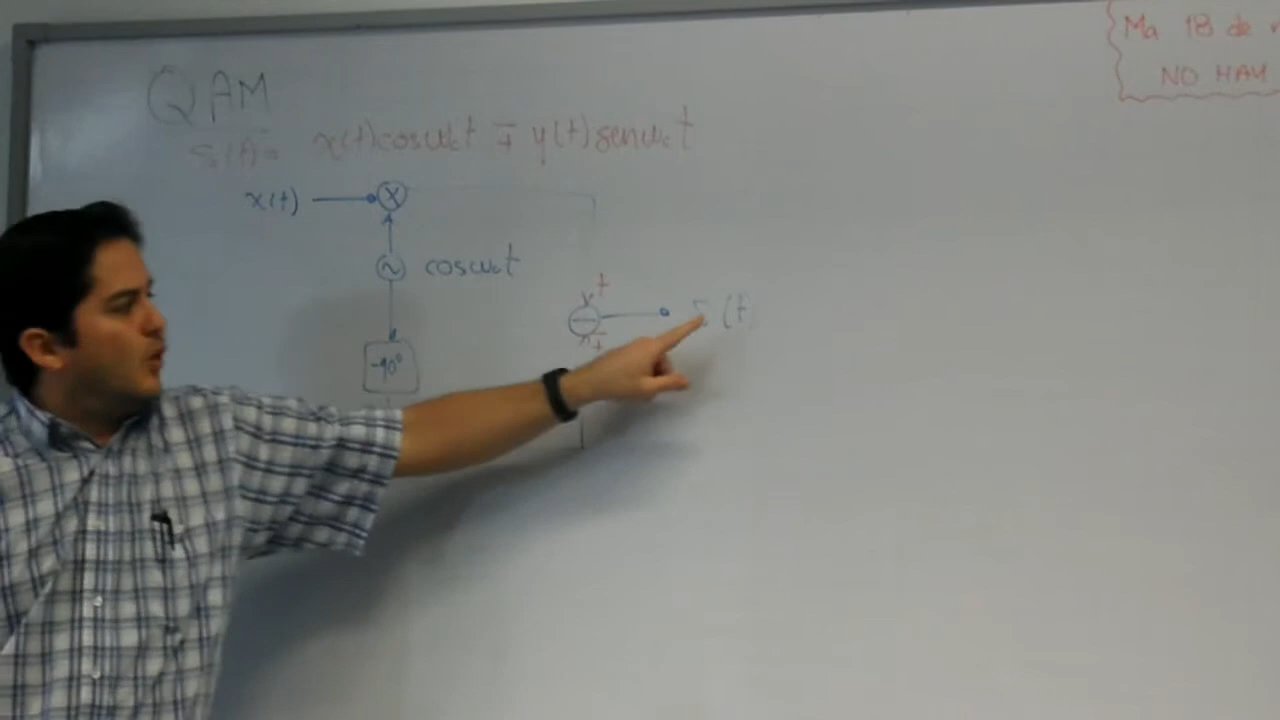 QAM
Ma 18 de
NO HAY
s(t)= x(t)cosωct ∓ y(t)senωct
x(t) X
~ cosωct
+
s(t)
∓
-90°